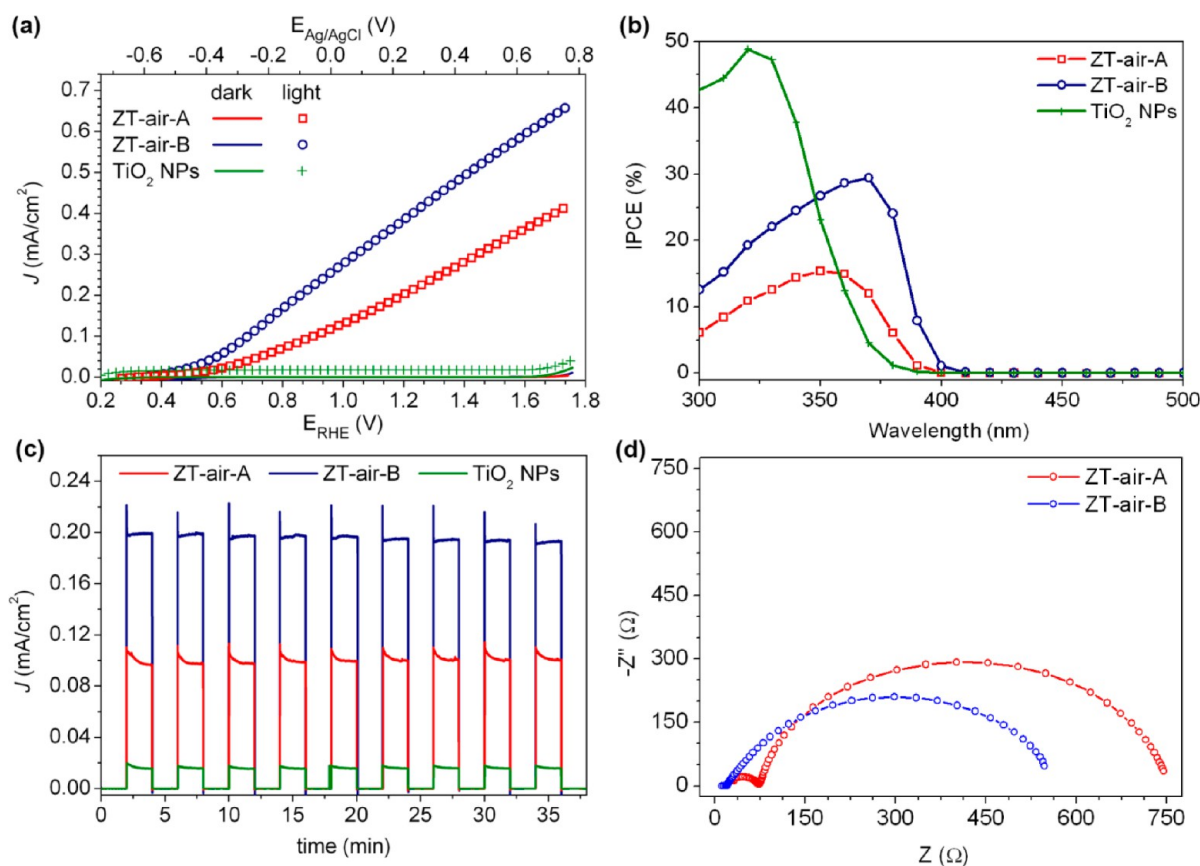 (a)
E Ag/AgCl (V)
-0.6 -0.4 -0.2 0.0 0.2 0.4 0.6 0.8
dark light
ZT-air-A
ZT-air-B
TiO2 NPs
J (mA/cm2)
0.7
0.6
0.5
0.4
0.3
0.2
0.1
0.0
0.2 0.4 0.6 0.8 1.0 1.2 1.4 1.6 1.8
E RHE (V)
(b)
ZT-air-A
ZT-air-B
TiO2 NPs
IPCE (%)
50
40
30
20
10
0
300 350 400 450 500
Wavelength (nm)
(c)
ZT-air-A ZT-air-B TiO2 NPs
J (mA/cm2)
0.24
0.20
0.16
0.12
0.08
0.04
0.00
0 5 10 15 20 25 30 35
time (min)
(d)
ZT-air-A
ZT-air-B
-Z'' (Ω)
750
600
450
300
150
0
0 150 300 450 600 750
Z (Ω)